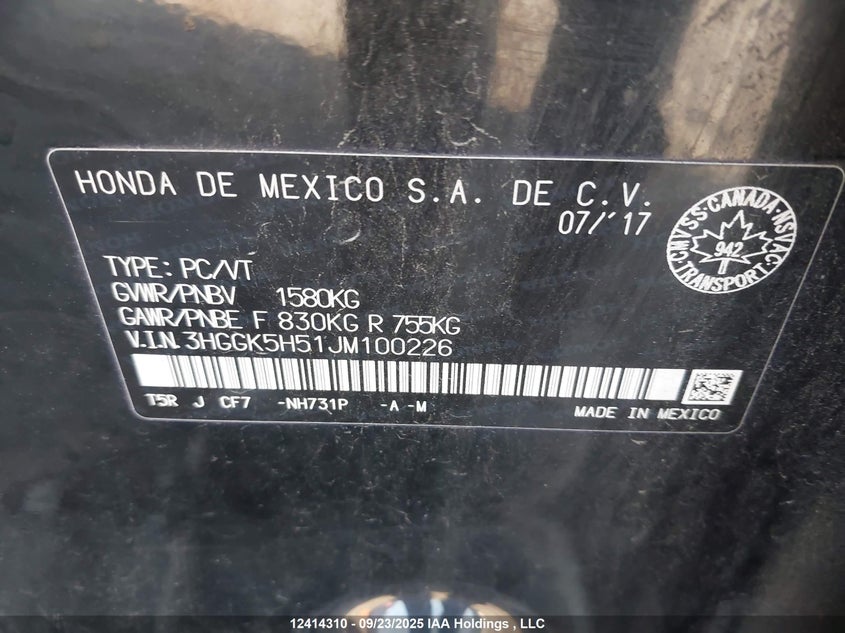 HONDA DE MEXICO S.A. DE C.V.
07/'17
CMVSS·CANADA·NSVAC
942
TRANSPORT
TYPE: PC/VT
GVWR/PNBV 1580KG
GAWR/PNBE F 830KG R 755KG
V.I.N. 3HGGK5H51JM100226
T5R J CF7 -NH731P -A -M
MADE IN MEXICO
12414310 - 09/23/2025 IAA Holdings, LLC